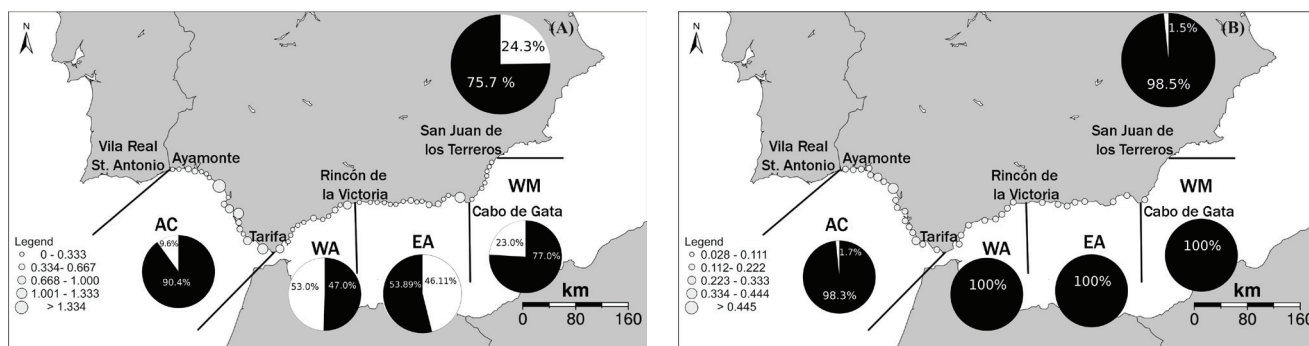 N
(A)
24.3%
75.7 %
San Juan de
los Terreros
Vila Real
St. Antonio
Ayamonte
Rincón de
la Victoria
WM
Cabo de Gata
AC
Tarifa
WA
EA
23.0%
77.0%
9.6%
90.4%
53.0%
47.0%
53.89%
46.11%
Legend
0 - 0.333
0.334 - 0.667
0.668 - 1.000
1.001 - 1.333
> 1.334
km
0
80
160
N
(B)
1.5%
98.5%
San Juan de
los Terreros
Vila Real
St. Antonio
Ayamonte
Rincón de
la Victoria
WM
Cabo de Gata
AC
Tarifa
WA
EA
100%
1.7%
98.3%
100%
100%
Legend
0.028 - 0.111
0.112 - 0.222
0.223 - 0.333
0.334 - 0.444
> 0.445
km
0
80
160